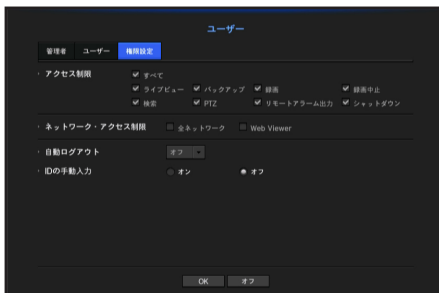 ユーザー
管理者 ユーザー 権限設定
・ アクセス制限 すべて
ライブビュー バックアップ 録画 録画中止
検索 PTZ リモートアラーム出力 シャットダウン
・ ネットワーク・アクセス制限 全ネットワーク Web Viewer
・ 自動ログアウト オフ
・ IDの手動入力 オン オフ
OK オフ